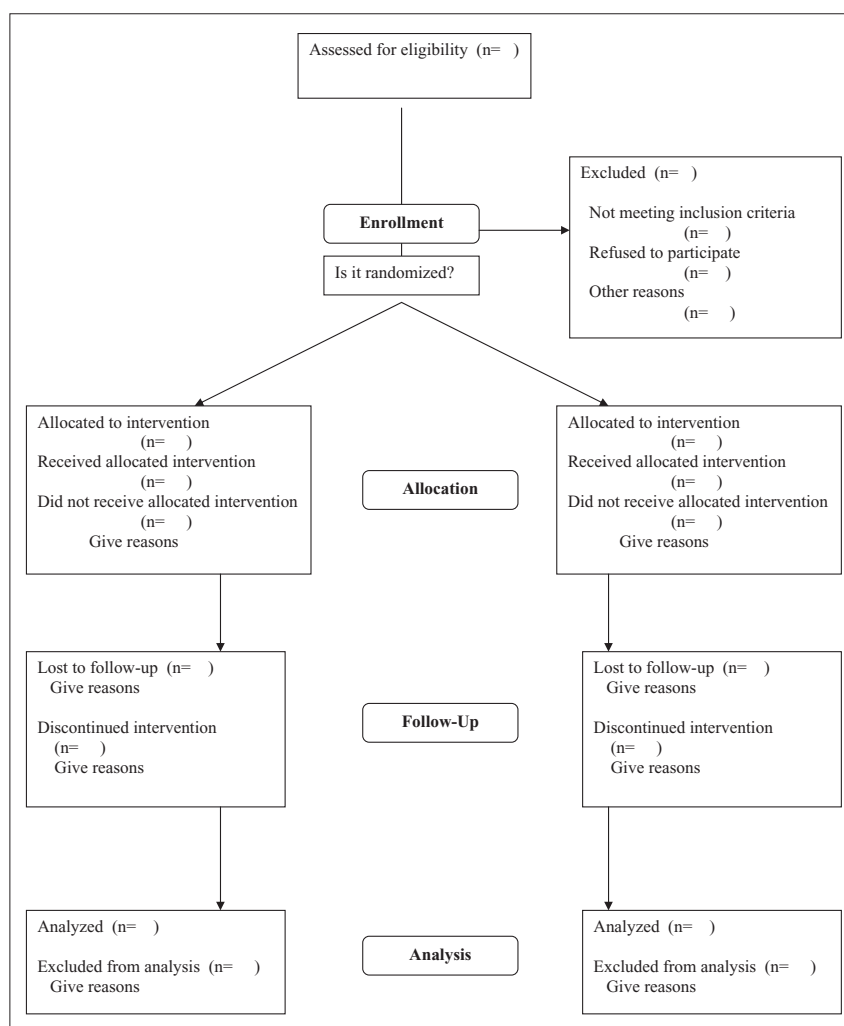 Assessed for eligibility (n= )
Excluded (n= )
Not meeting inclusion criteria
(n= )
Refused to participate
(n= )
Other reasons
(n= )
Enrollment
Is it randomized?
Allocated to intervention
(n= )
Received allocated intervention
(n= )
Did not receive allocated intervention
(n= )
Give reasons
Allocation
Allocated to intervention
(n= )
Received allocated intervention
(n= )
Did not receive allocated intervention
(n= )
Give reasons
Lost to follow-up (n= )
Give reasons
Discontinued intervention
(n= )
Give reasons
Follow-Up
Lost to follow-up (n= )
Give reasons
Discontinued intervention
(n= )
Give reasons
Analyzed (n= )
Excluded from analysis (n= )
Give reasons
Analysis
Analyzed (n= )
Excluded from analysis (n= )
Give reasons